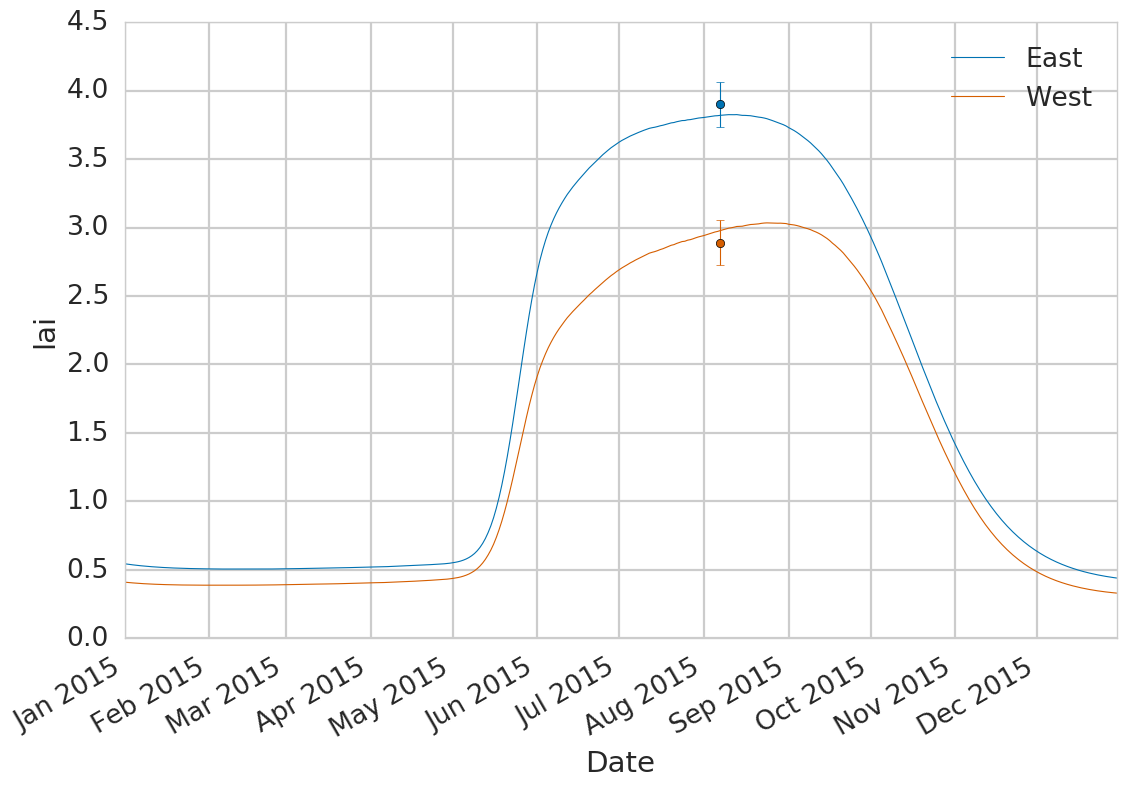 4.5
4.0
3.5
3.0
2.5
2.0
1.5
1.0
0.5
0.0
lai
East
West
Jan 2015
Feb 2015
Mar 2015
Apr 2015
May 2015
Jun 2015
Jul 2015
Aug 2015
Sep 2015
Oct 2015
Nov 2015
Dec 2015
Date